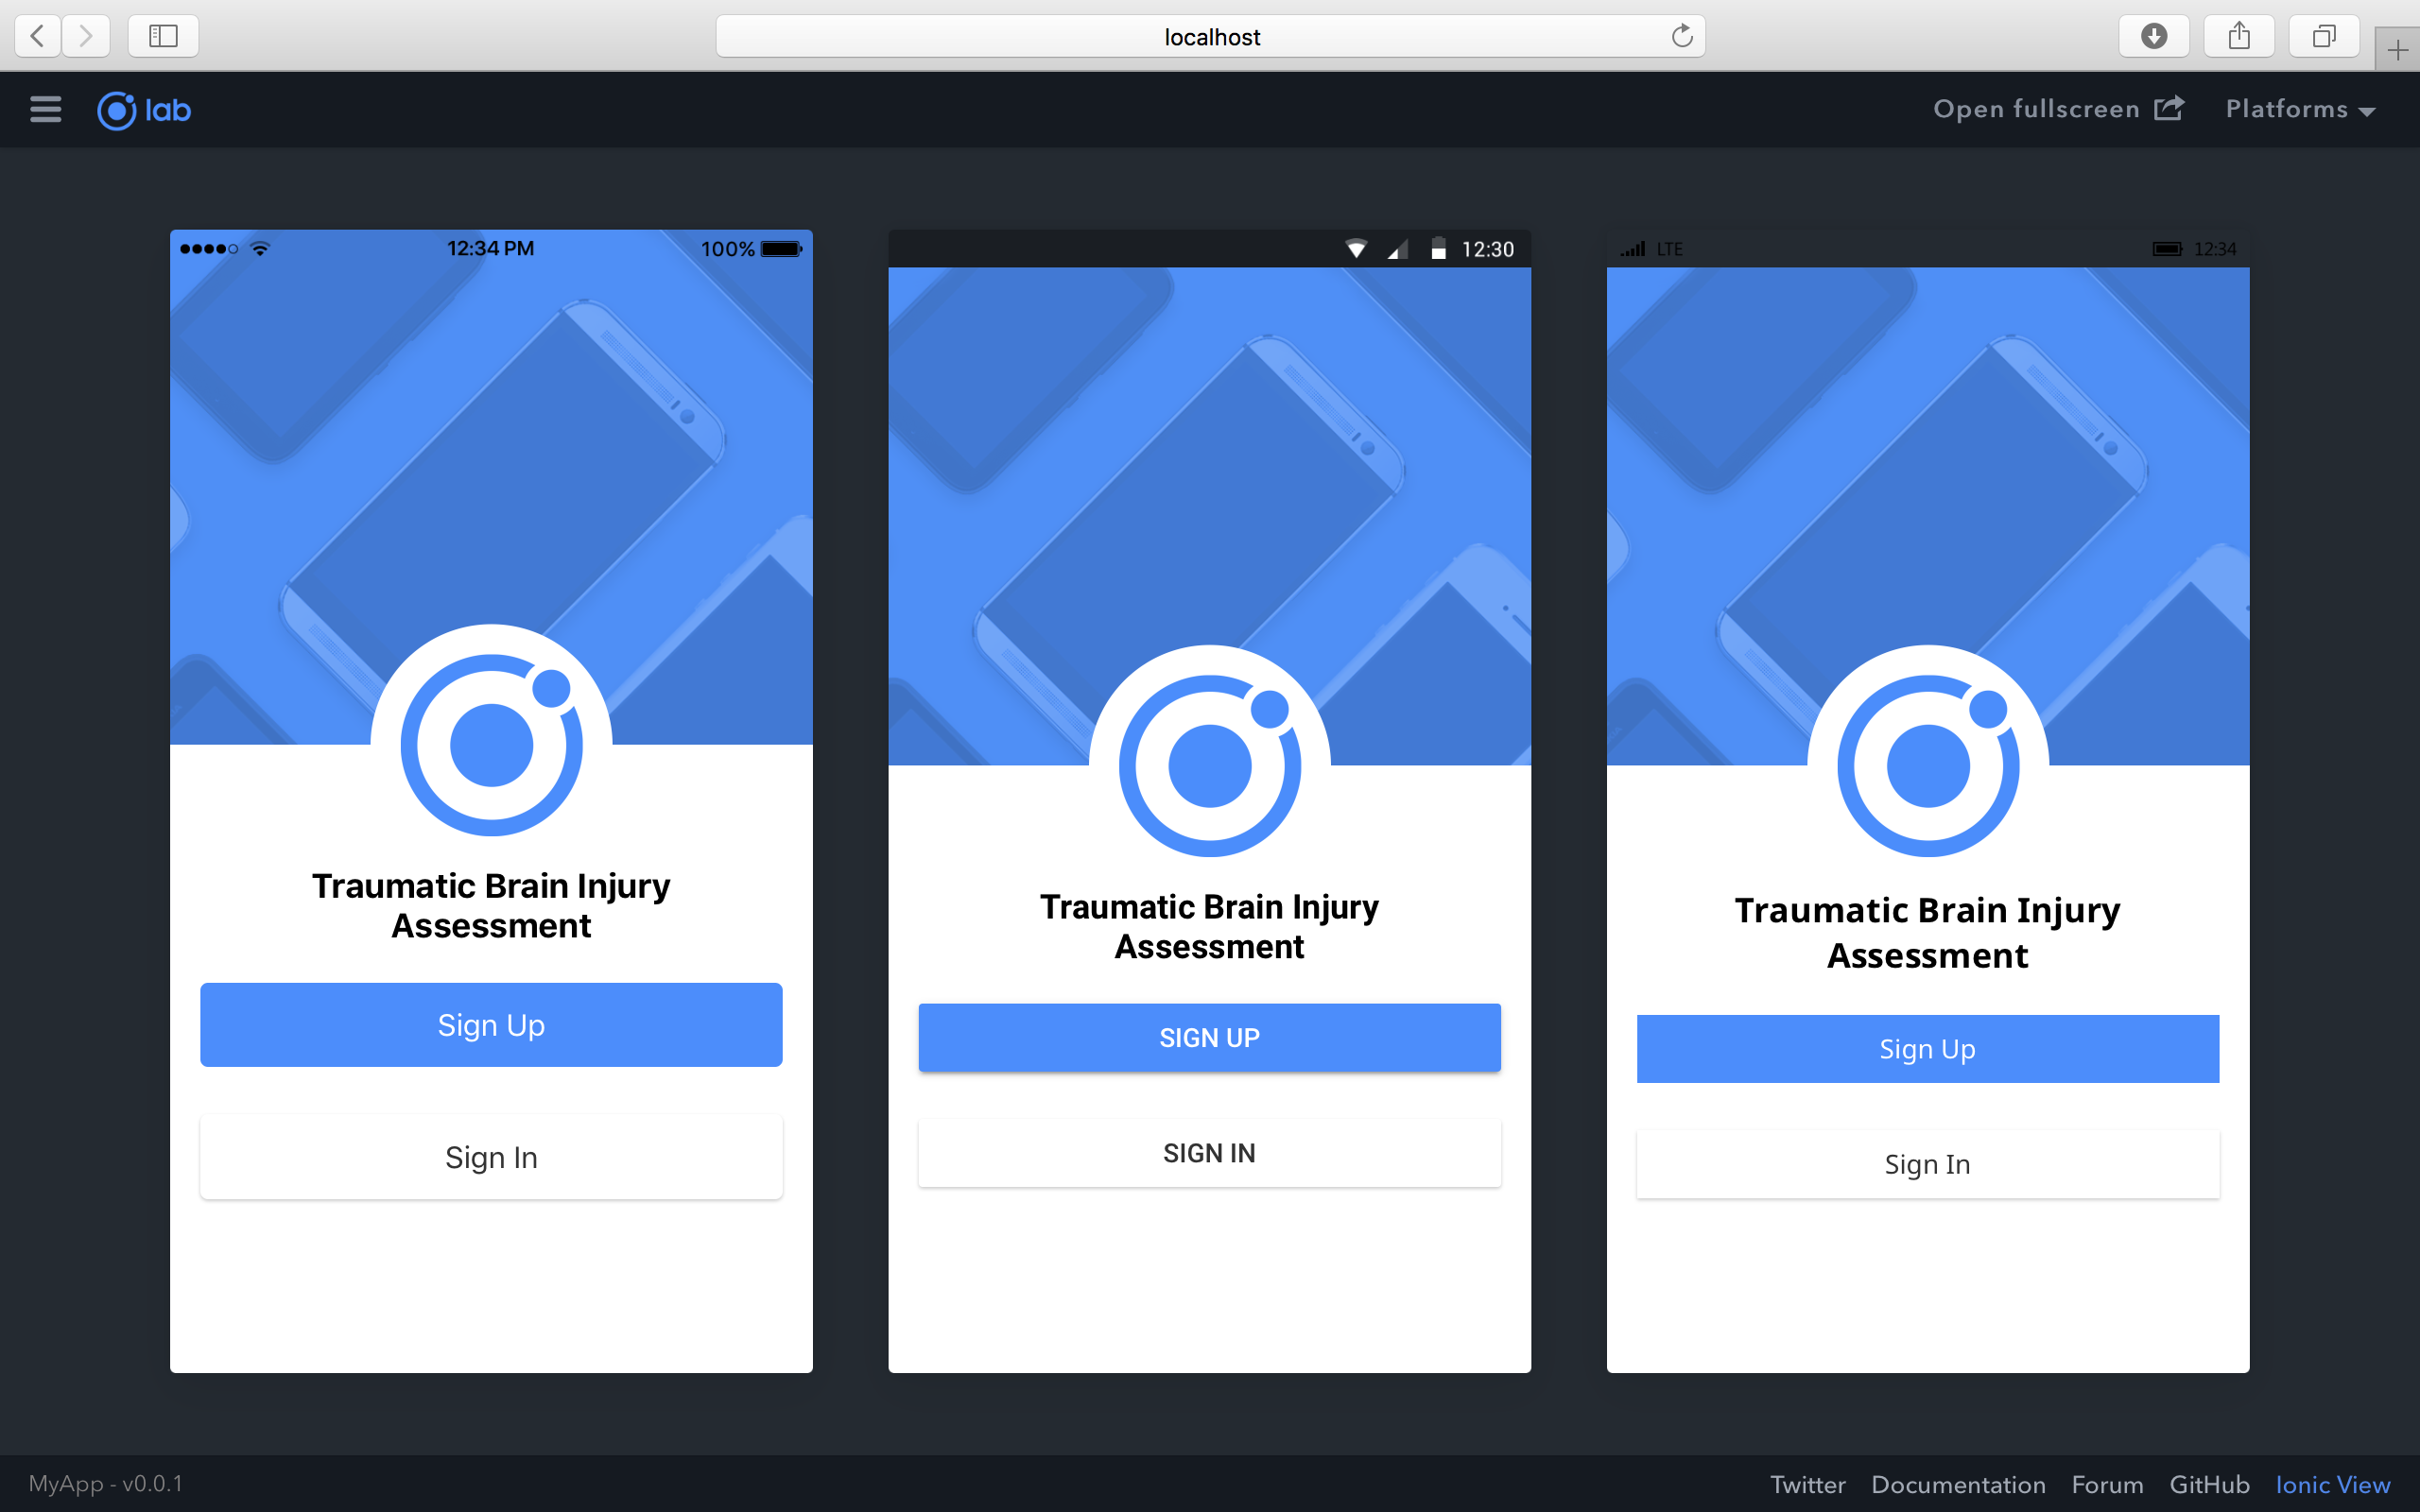 localhost
lab
Open fullscreen
Platforms
12:34 PM
100%
Traumatic Brain Injury
Assessment
Sign Up
Sign In
12:30
Traumatic Brain Injury
Assessment
SIGN UP
SIGN IN
LTE
12:34
Traumatic Brain Injury
Assessment
Sign Up
Sign In
MyApp - v0.0.1
Twitter
Documentation
Forum
GitHub
Ionic View